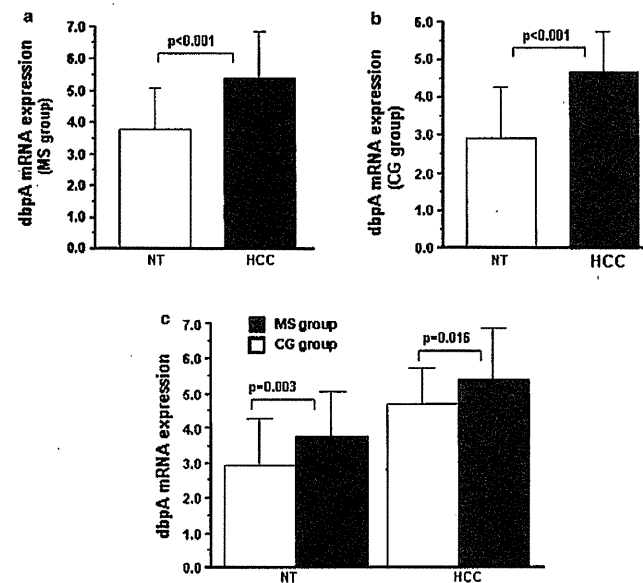 a
dbpA mRNA expression
(MS group)
7.0
6.0
5.0
4.0
3.0
2.0
1.0
0.0
p<0.001
NT
HCC
b
dbpA mRNA expression
(CG group)
6.0
5.0
4.0
3.0
2.0
1.0
.0
p<0.001
NT
HCC
c
dbpA mRNA expression
7.0
6.0
5.0
4.0
3.0
2.0
1.0
0.0
MS group
CG group
p=0.003
p=0.016
NT
HCC